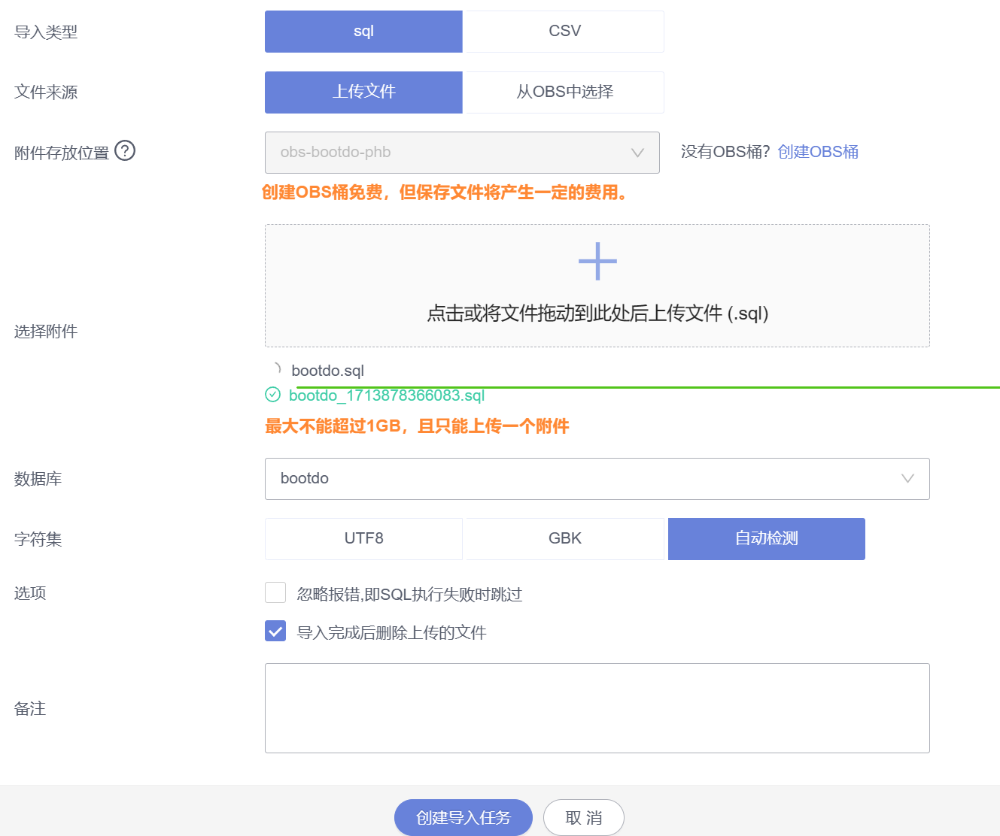 导入类型
sql
CSV
文件来源
上传文件
从OBS中选择
附件存放位置 ?
obs-bootdo-phb
没有OBS桶？创建OBS桶
创建OBS桶免费，但保存文件将产生一定的费用。
选择附件
点击或将文件拖动到此处后上传文件 (.sql)
bootdo.sql
bootdo_1713878366083.sql
最大不能超过1GB，且只能上传一个附件
数据库
bootdo
字符集
UTF8
GBK
自动检测
选项
忽略报错,即SQL执行失败时跳过
导入完成后删除上传的文件
备注
创建导入任务
取 消